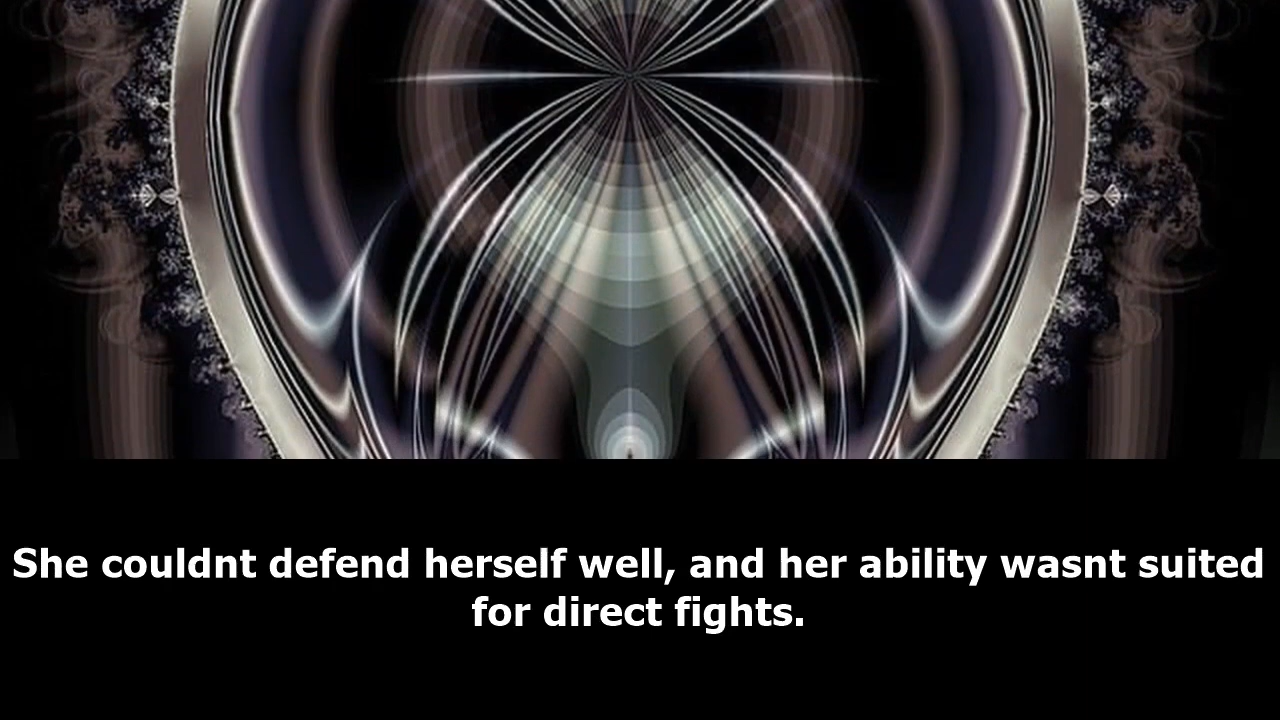 She couldnt defend herself well, and her ability wasnt suited
for direct fights.